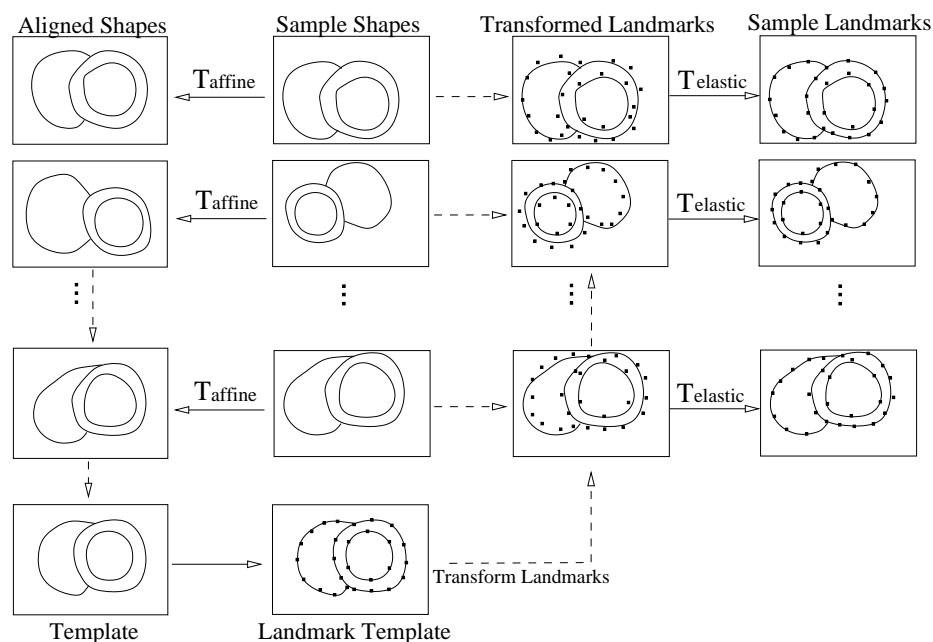 Aligned Shapes
Sample Shapes
Transformed Landmarks
Sample Landmarks
Taffine
Telastic
Taffine
Telastic
Taffine
Telastic
Transform Landmarks
Template
Landmark Template